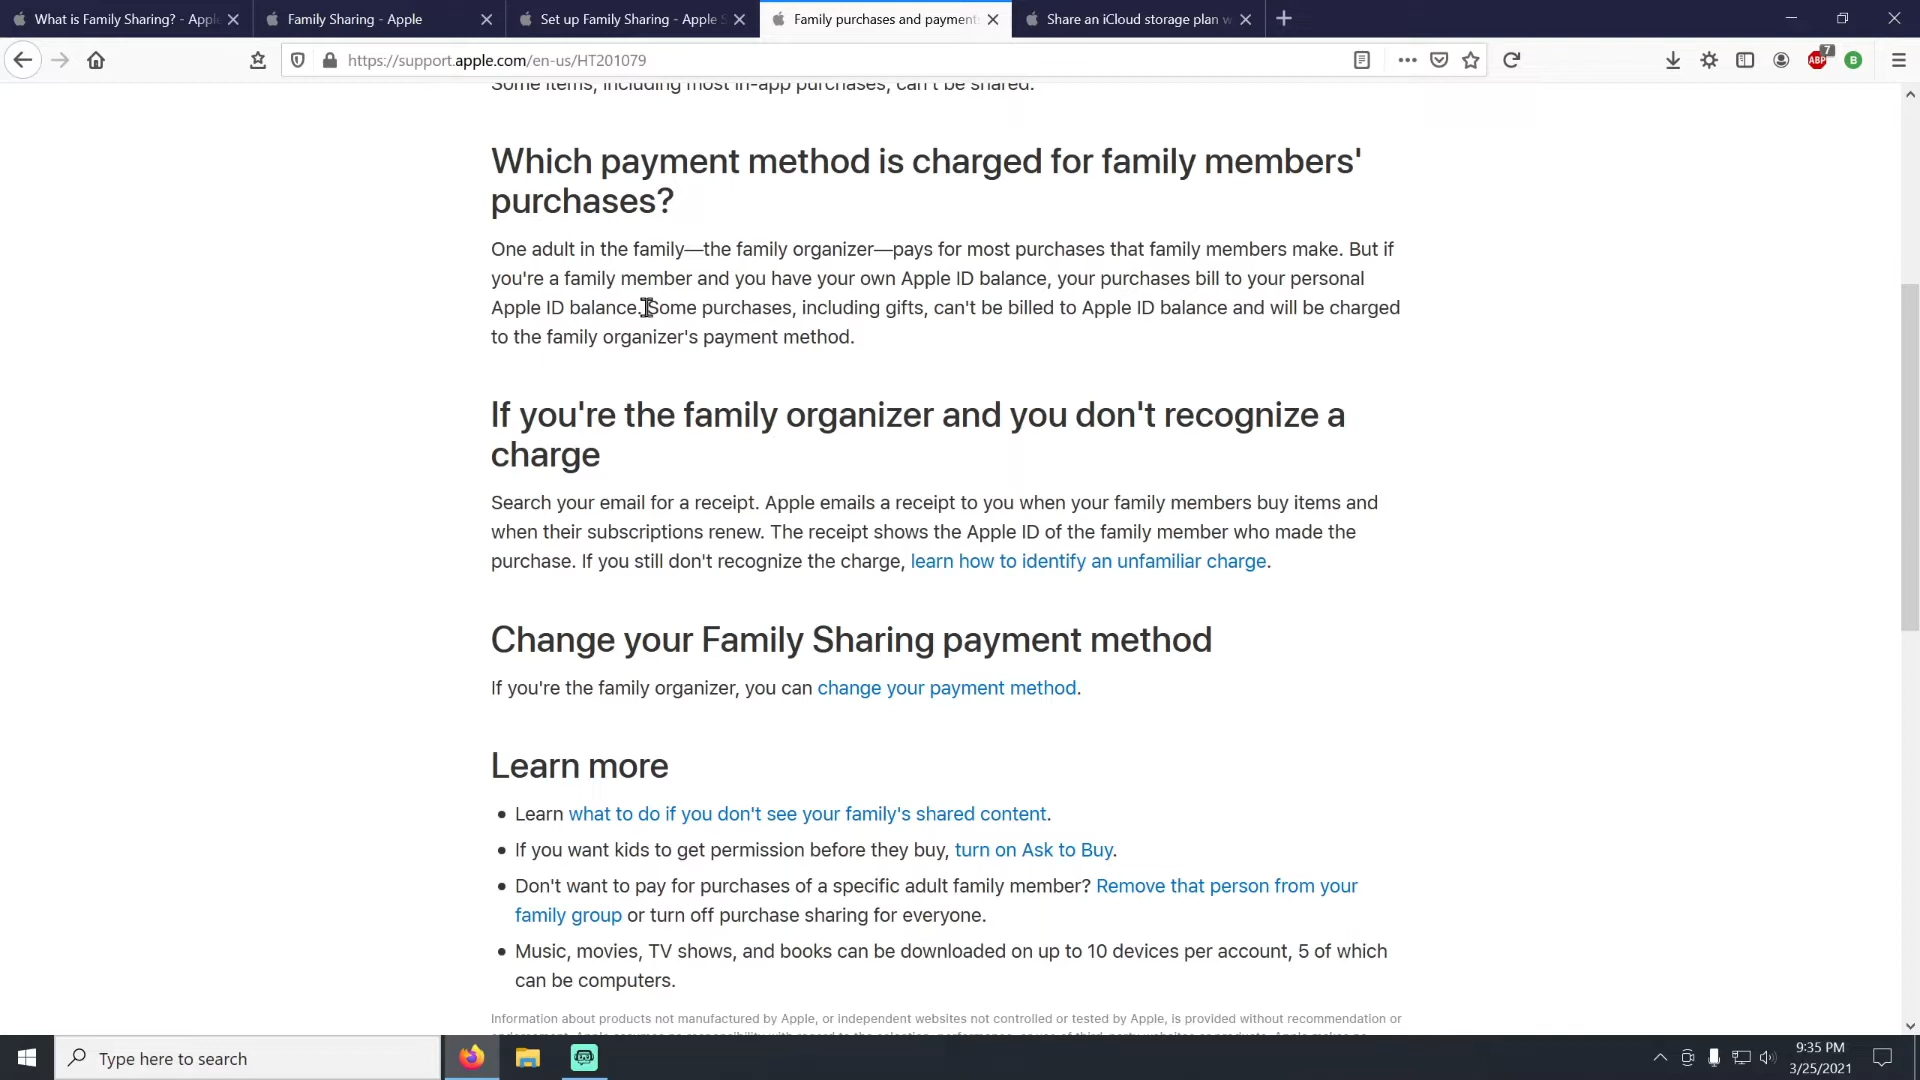 What is Family Sharing? - Apple
Family Sharing - Apple
Set up Family Sharing - Apple S
Family purchases and payments
Share an iCloud storage plan w
https://support.apple.com/en-us/HT201079
ABP
7
B
Some items, including most in-app purchases, can't be shared.
Which payment method is charged for family members'
purchases?
One adult in the family—the family organizer—pays for most purchases that family members make. But if
you're a family member and you have your own Apple ID balance, your purchases bill to your personal
Apple ID balance. Some purchases, including gifts, can't be billed to Apple ID balance and will be charged
to the family organizer's payment method.
If you're the family organizer and you don't recognize a
charge
Search your email for a receipt. Apple emails a receipt to you when your family members buy items and
when their subscriptions renew. The receipt shows the Apple ID of the family member who made the
purchase. If you still don't recognize the charge, learn how to identify an unfamiliar charge.
Change your Family Sharing payment method
If you're the family organizer, you can change your payment method.
Learn more
• Learn what to do if you don't see your family's shared content.
• If you want kids to get permission before they buy, turn on Ask to Buy.
• Don't want to pay for purchases of a specific adult family member? Remove that person from your
family group or turn off purchase sharing for everyone.
• Music, movies, TV shows, and books can be downloaded on up to 10 devices per account, 5 of which
can be computers.
Information about products not manufactured by Apple, or independent websites not controlled or tested by Apple, is provided without recommendation or
Type here to search
9:35 PM
3/25/2021